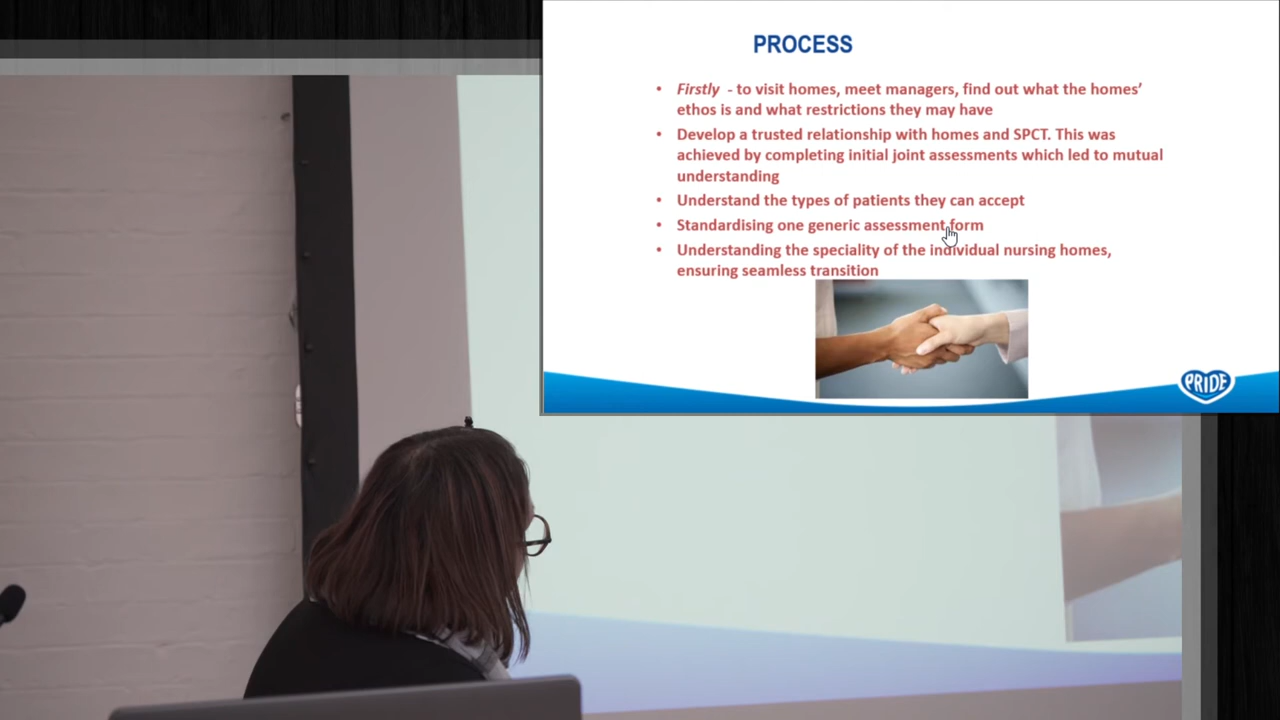 PROCESS
• Firstly - to visit homes, meet managers, find out what the homes’
ethos is and what restrictions they may have
• Develop a trusted relationship with homes and SPCT. This was
achieved by completing initial joint assessments which led to mutual
understanding
• Understand the types of patients they can accept
• Standardising one generic assessment form
• Understanding the speciality of the individual nursing homes,
ensuring seamless transition
PRIDE